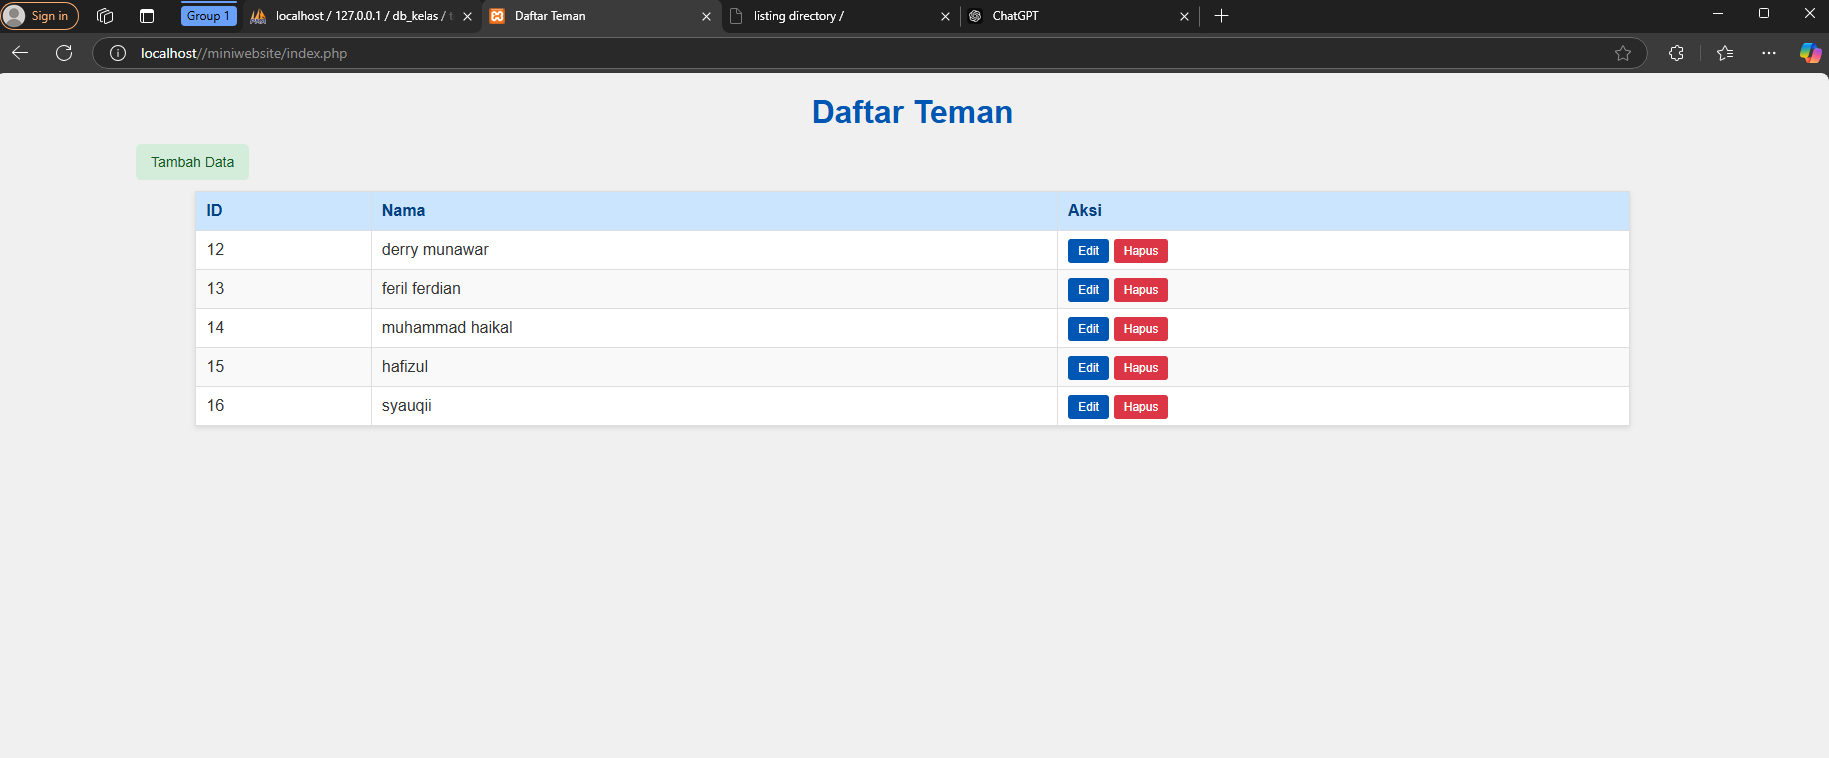 Sign in
Group 1
localhost / 127.0.0.1 / db_kelas /
Daftar Teman
listing directory /
ChatGPT
localhost//miniwebsite/index.php
Daftar Teman
Tambah Data
ID Nama Aksi
12 derry munawar Edit Hapus
13 feril ferdian Edit Hapus
14 muhammad haikal Edit Hapus
15 hafizul Edit Hapus
16 syauqii Edit Hapus